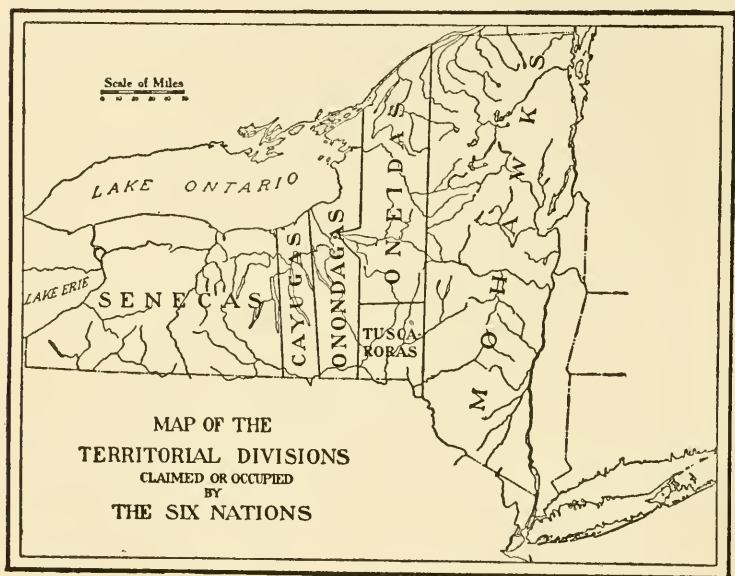 Scale of Miles
LAKE ONTARIO
LAKE ERIE
SENECAS
CAYUGAS
ONONDAGAS
ONEIDAS
TUSCA-
RORAS
MOHAWKS
MAP OF THE
TERRITORIAL DIVISIONS
CLAIMED OR OCCUPIED
BY
THE SIX NATIONS